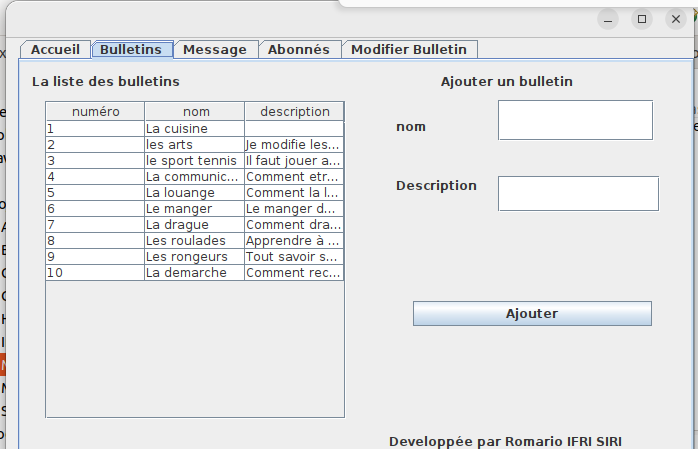 Accueil Bulletins Message Abonnés Modifier Bulletin
La liste des bulletins
numéro nom description
1 La cuisine
2 les arts Je modifie les...
3 le sport tennis Il faut jouer a...
4 La communic... Comment etr...
5 La louange Comment la l...
6 Le manger Le manger d...
7 La drague Comment dra...
8 Les roulades Apprendre à ...
9 Les rongeurs Tout savoir s...
10 La demarche Comment rec...
Ajouter un bulletin
nom
Description
Ajouter
Developpée par Romario IFRI SIRI